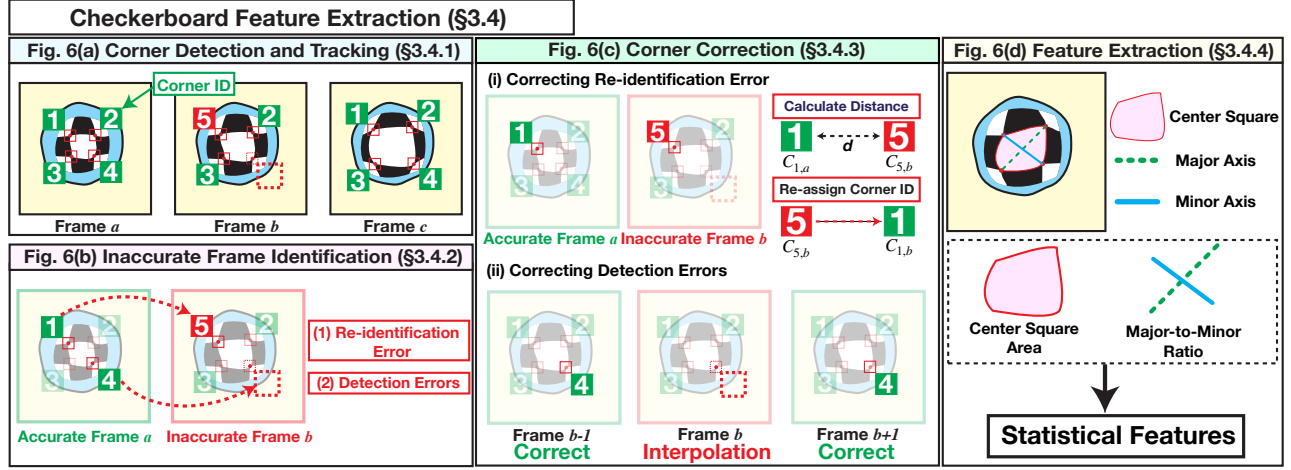 Checkerboard Feature Extraction (§3.4)
Fig. 6(a) Corner Detection and Tracking (§3.4.1)
Corner ID
1 2
3 4
Frame a
5 2
3
Frame b
1 2
3 4
Frame c
Fig. 6(b) Inaccurate Frame Identification (§3.4.2)
1 2
3 4
Accurate Frame a
5 2
3
Inaccurate Frame b
(1) Re-identification
Error
(2) Detection Errors
Fig. 6(c) Corner Correction (§3.4.3)
(i) Correcting Re-identification Error
1 2
3 4
Accurate Frame a
5 2
3
Inaccurate Frame b
Calculate Distance
1 d 5
C1,a C5,b
Re-assign Corner ID
5 1
C5,b C1,b
(ii) Correcting Detection Errors
1 2
3 4
Frame b-1
Correct
1 2
3
Frame b
Interpolation
1 2
3 4
Frame b+1
Correct
Fig. 6(d) Feature Extraction (§3.4.4)
Center Square
Major Axis
Minor Axis
Center Square
Area
Major-to-Minor
Ratio
Statistical Features